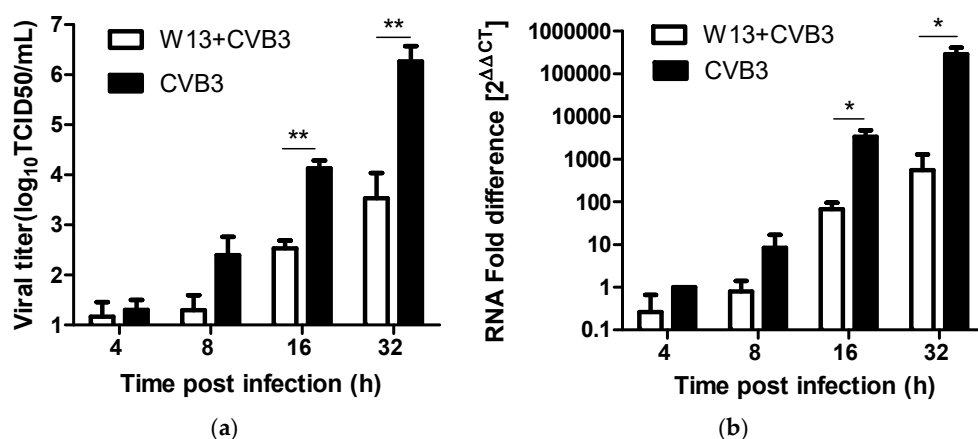 Viral titer(log10TCID50/mL)
7
6
5
4
3
2
1
W13+CVB3
CVB3
**
**
4 8 16 32
Time post infection (h)
(a)
RNA Fold difference [2ΔΔCT]
1000000
100000
10000
1000
100
10
1
0.1
W13+CVB3
CVB3
*
*
4 8 16 32
Time post infection (h)
(b)